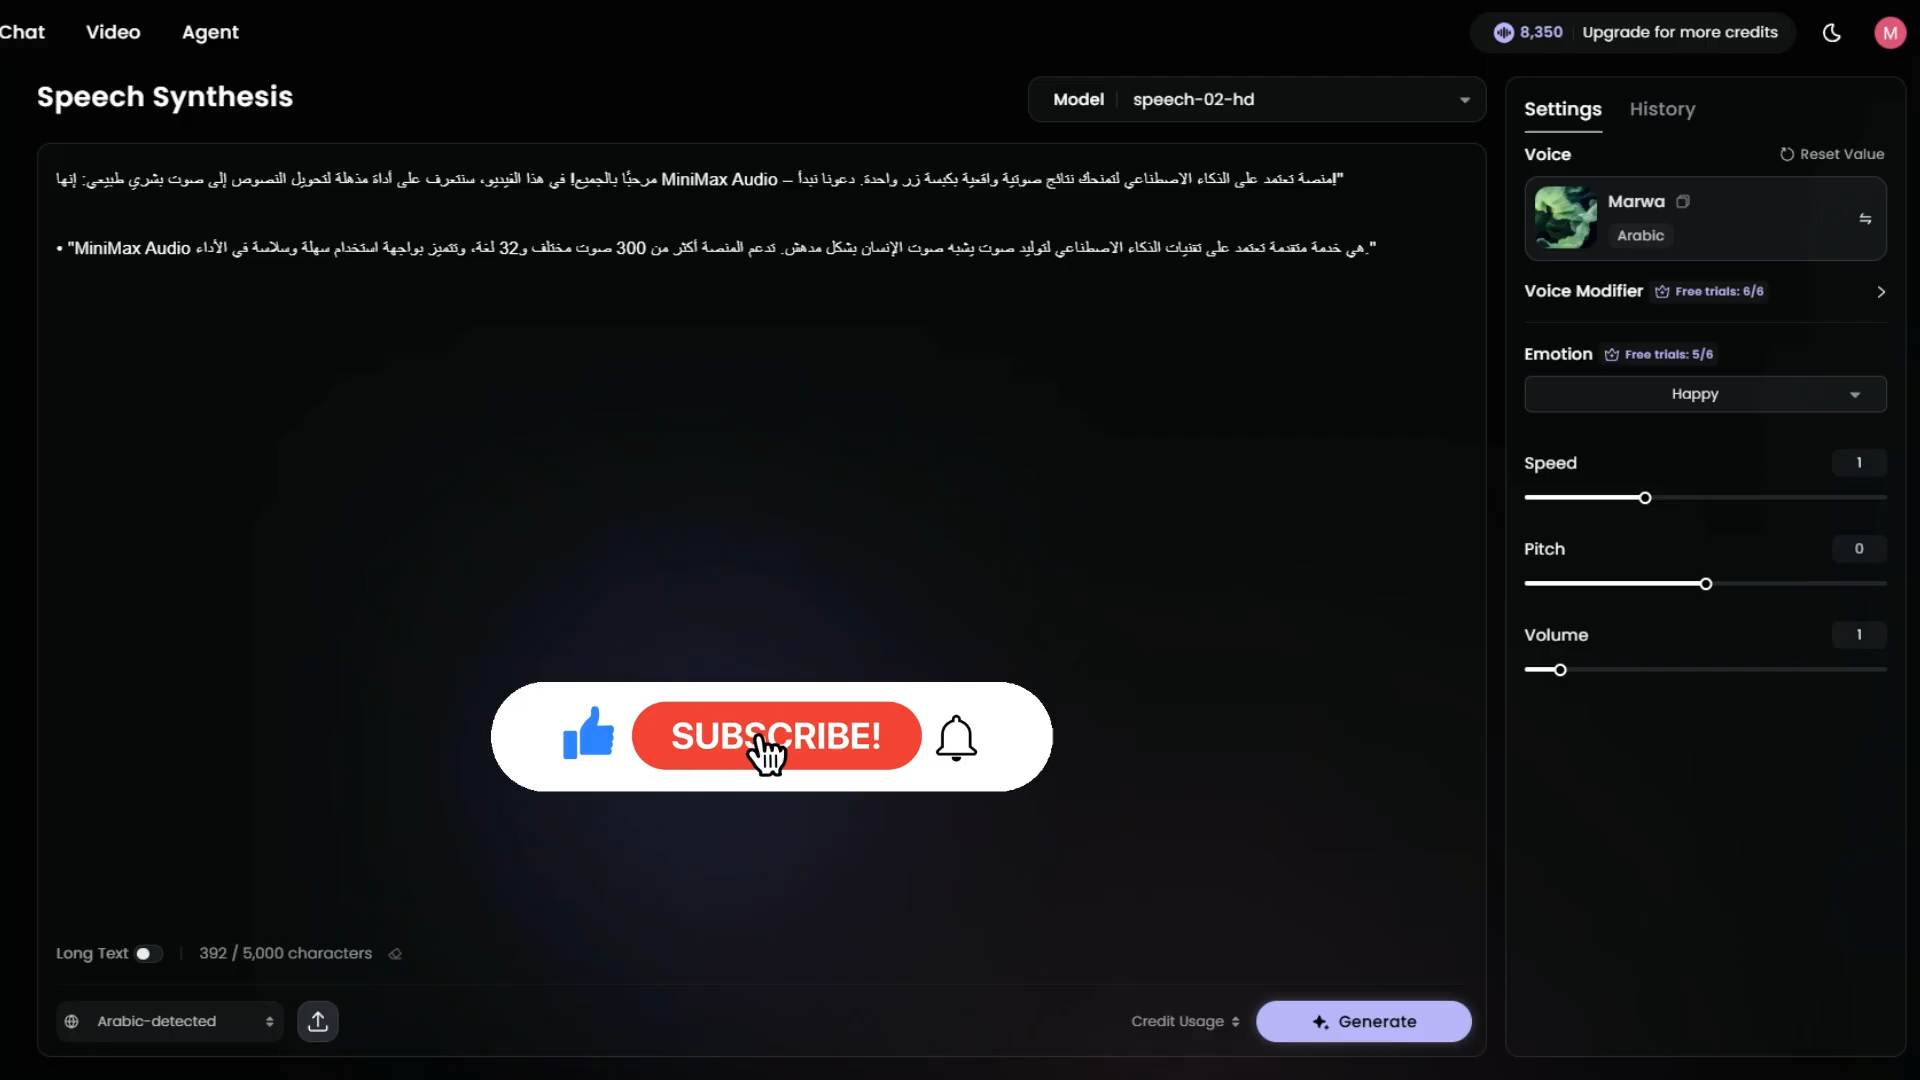 Chat Video Agent
8,350 Upgrade for more credits
M
Speech Synthesis
Model speech-02-hd
Settings History
Voice Reset Value
Marwa
Arabic
Voice Modifier Free trials: 6/6
Emotion Free trials: 5/6
Happy
Speed 1
Pitch 0
Volume 1
مرحبًا بالجميع! في هذا الفيديو، سنتعرف على أداة مذهلة لتحويل النصوص إلى صوت بشري طبيعي: إنها MiniMax Audio – منصة تعتمد على الذكاء الاصطناعي لتمنحك نتائج صوتية واقعية بكبسة زر واحدة. دعونا نبدأ!"
• "MiniMax Audio هي خدمة متقدمة تعتمد على تقنيات الذكاء الاصطناعي لتوليد صوت يشبه صوت الإنسان بشكل مدهش. تدعم المنصة أكثر من 300 صوت مختلف و32 لغة، وتتميز بواجهة استخدام سهلة وسلاسة في الأداء."
SUBSCRIBE!
Long Text 392 / 5,000 characters
Arabic-detected
Credit Usage Generate